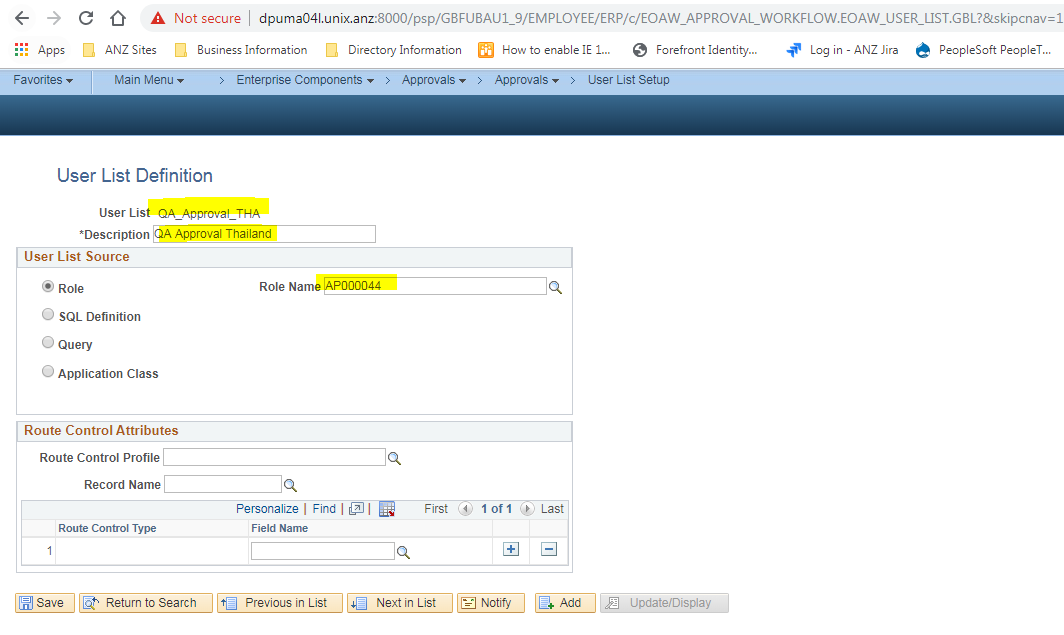 Not secure | dpuma04l.unix.anz:8000/psp/GBFUBAU1_9/EMPLOYEE/ERP/c/EOAW_APPROVAL_WORKFLOW.EOAW_USER_LIST.GBL?&skipcnav=1
Apps ANZ Sites Business Information Directory Information How to enable IE 1... Forefront Identity... Log in - ANZ Jira PeopleSoft PeopleT...
Favorites Main Menu > Enterprise Components > Approvals > Approvals > User List Setup
User List Definition
User List QA_Approval_THA
*Description QA Approval Thailand
User List Source
Role Role Name AP000044
SQL Definition
Query
Application Class
Route Control Attributes
Route Control Profile
Record Name
Personalize | Find | | First 1 of 1 Last
Route Control Type Field Name
1
Save Return to Search Previous in List Next in List Notify Add Update/Display